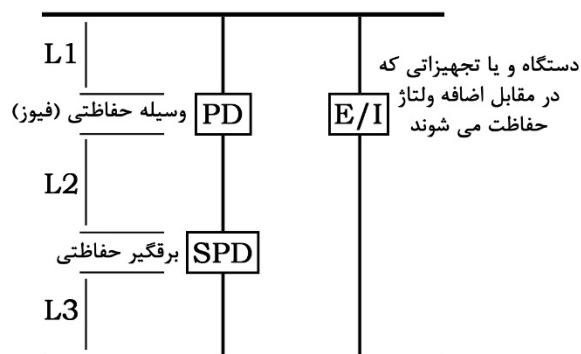 L1
دستگاه و یا تجهیزاتی که
در مقابل اضافه ولتاژ
حفاظت می شوند
وسیله حفاظتی (فیوز)
PD
E/I
L2
برقگیر حفاظتی
SPD
L3